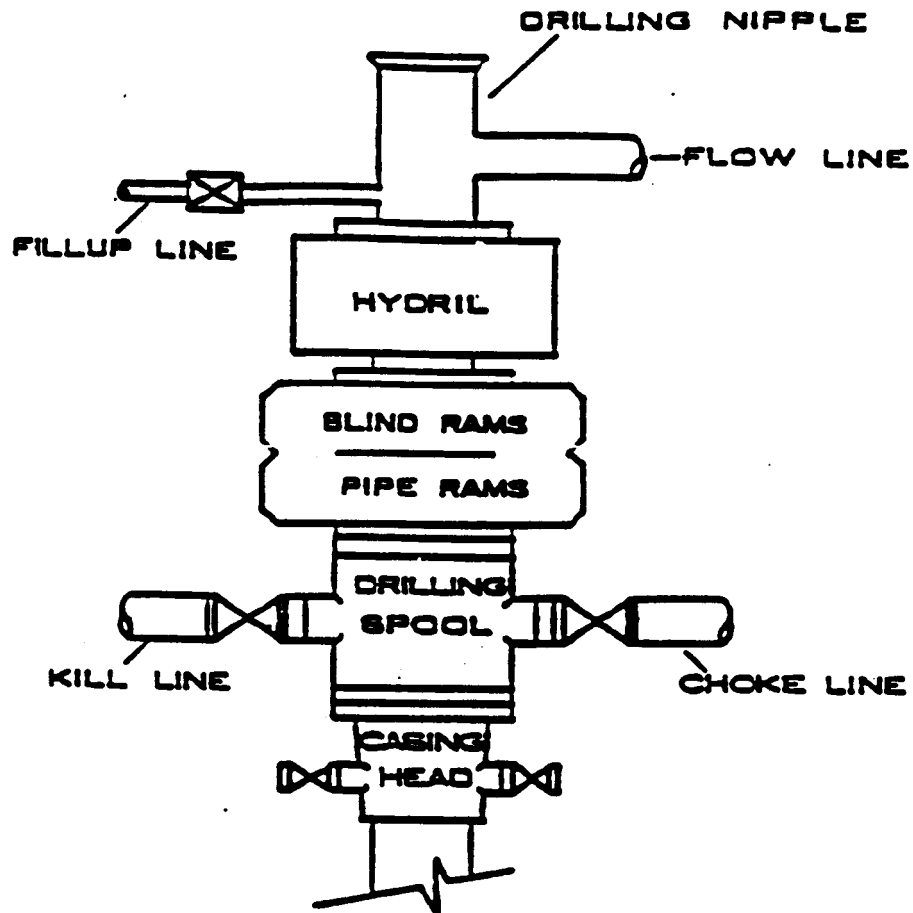 DRILLING NIPPLE
FLOW LINE
FILLUP LINE
HYDRIL
BLIND RAMS
PIPE RAMS
DRILLING
SPOOL
KILL LINE
CHOKE LINE
CASING
HEAD